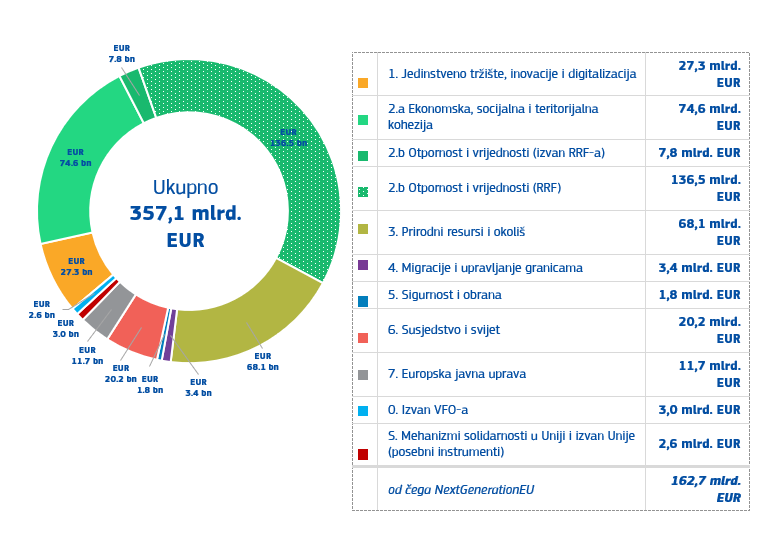 EUR
7.8 bn
EUR
136.5 bn
EUR
74.6 bn
Ukupno
357,1 mlrd.
EUR
EUR
27.3 bn
EUR
2.6 bn
EUR
3.0 bn
EUR
11.7 bn
EUR
20.2 bn
EUR
1.8 bn
EUR
3.4 bn
EUR
68.1 bn
1. Jedinstveno tržište, inovacije i digitalizacija
27,3 mlrd.
EUR
2.a Ekonomska, socijalna i teritorijalna
kohezija
74,6 mlrd.
EUR
2.b Otpornost i vrijednosti (izvan RRF-a)
7,8 mlrd. EUR
2.b Otpornost i vrijednosti (RRF)
136,5 mlrd.
EUR
3. Prirodni resursi i okoliš
68,1 mlrd.
EUR
4. Migracije i upravljanje granicama
3,4 mlrd. EUR
5. Sigurnost i obrana
1,8 mlrd. EUR
6. Susjedstvo i svijet
20,2 mlrd.
EUR
7. Europska javna uprava
11,7 mlrd.
EUR
O. Izvan VFO-a
3,0 mlrd. EUR
S. Mehanizmi solidarnosti u Uniji i izvan Unije
(posebni instrumenti)
2,6 mlrd. EUR
od čega NextGenerationEU
162,7 mlrd.
EUR